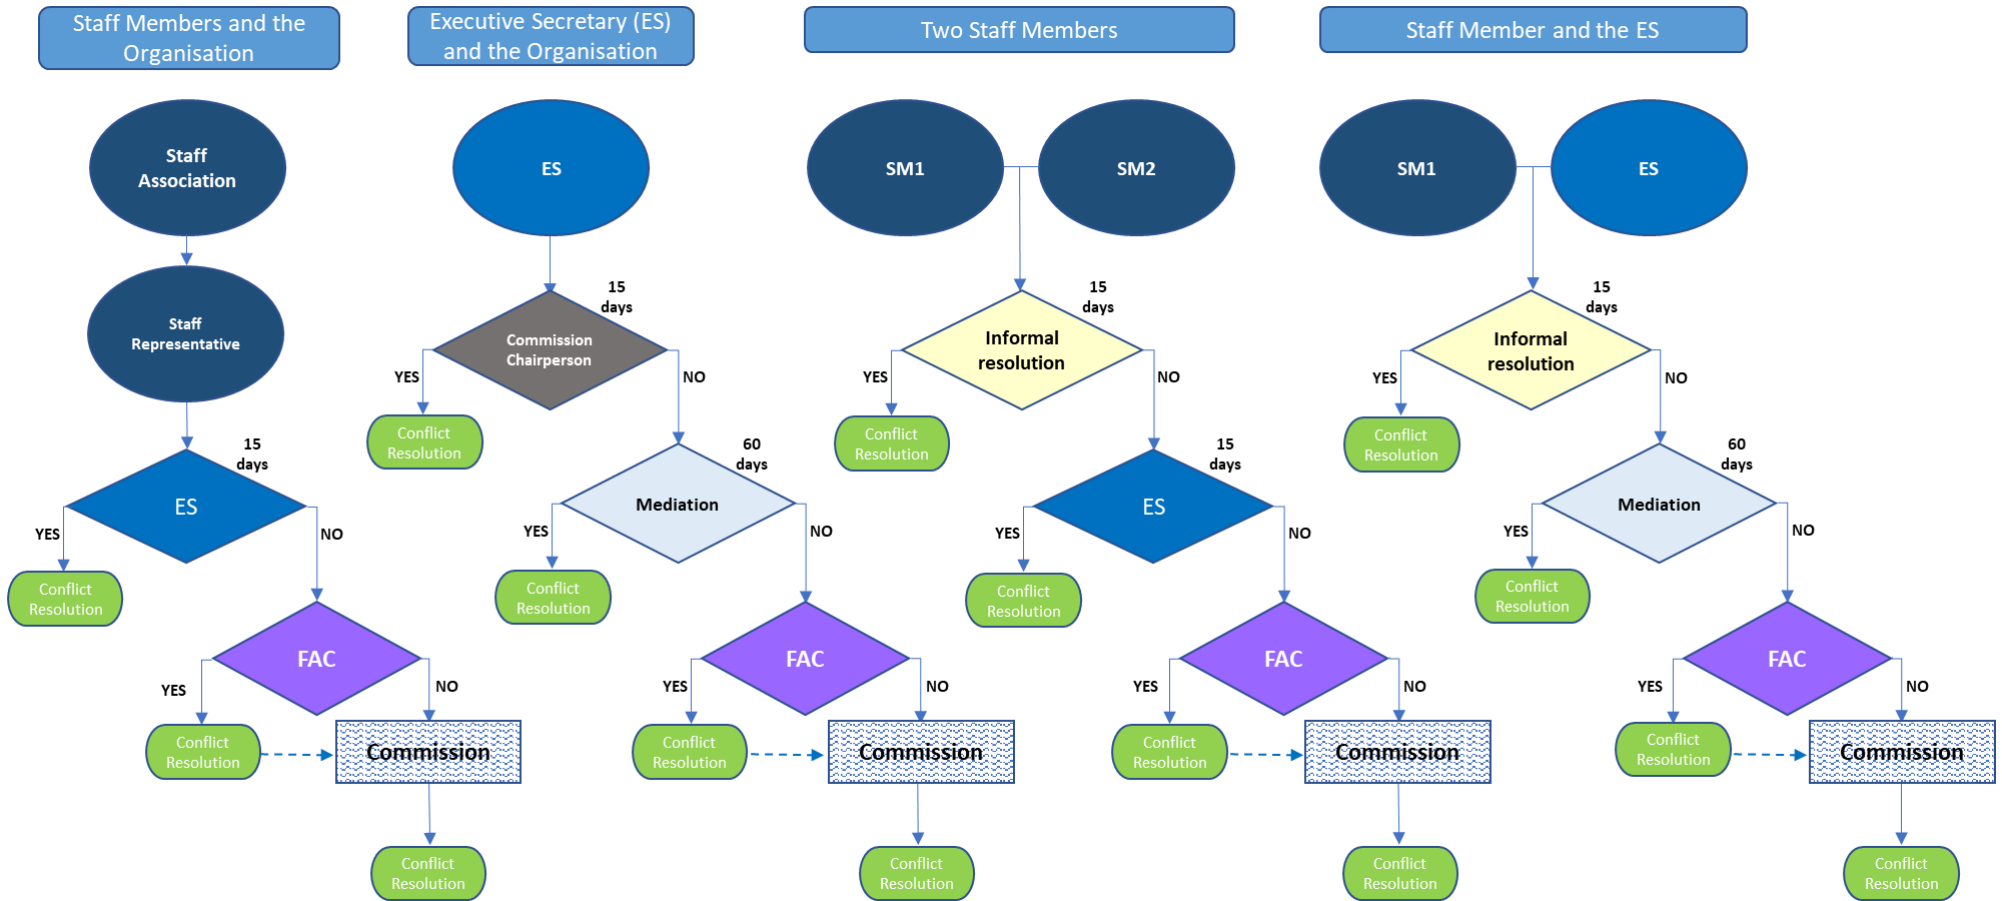 Staff Members and the
Organisation
Staff
Association
Staff
Representative
15
days
ES
YES
NO
Conflict
Resolution
FAC
YES
NO
Conflict
Resolution
Commission
Conflict
Resolution
Executive Secretary (ES)
and the Organisation
ES
15
days
Commission
Chairperson
YES
NO
Conflict
Resolution
60
days
Mediation
YES
NO
Conflict
Resolution
FAC
YES
NO
Conflict
Resolution
Commission
Conflict
Resolution
Two Staff Members
SM1
SM2
15
days
Informal
resolution
YES
NO
Conflict
Resolution
15
days
ES
YES
NO
Conflict
Resolution
FAC
YES
NO
Conflict
Resolution
Commission
Conflict
Resolution
Staff Member and the ES
SM1
ES
15
days
Informal
resolution
YES
NO
Conflict
Resolution
60
days
Mediation
YES
NO
Conflict
Resolution
FAC
YES
NO
Conflict
Resolution
Commission
Conflict
Resolution